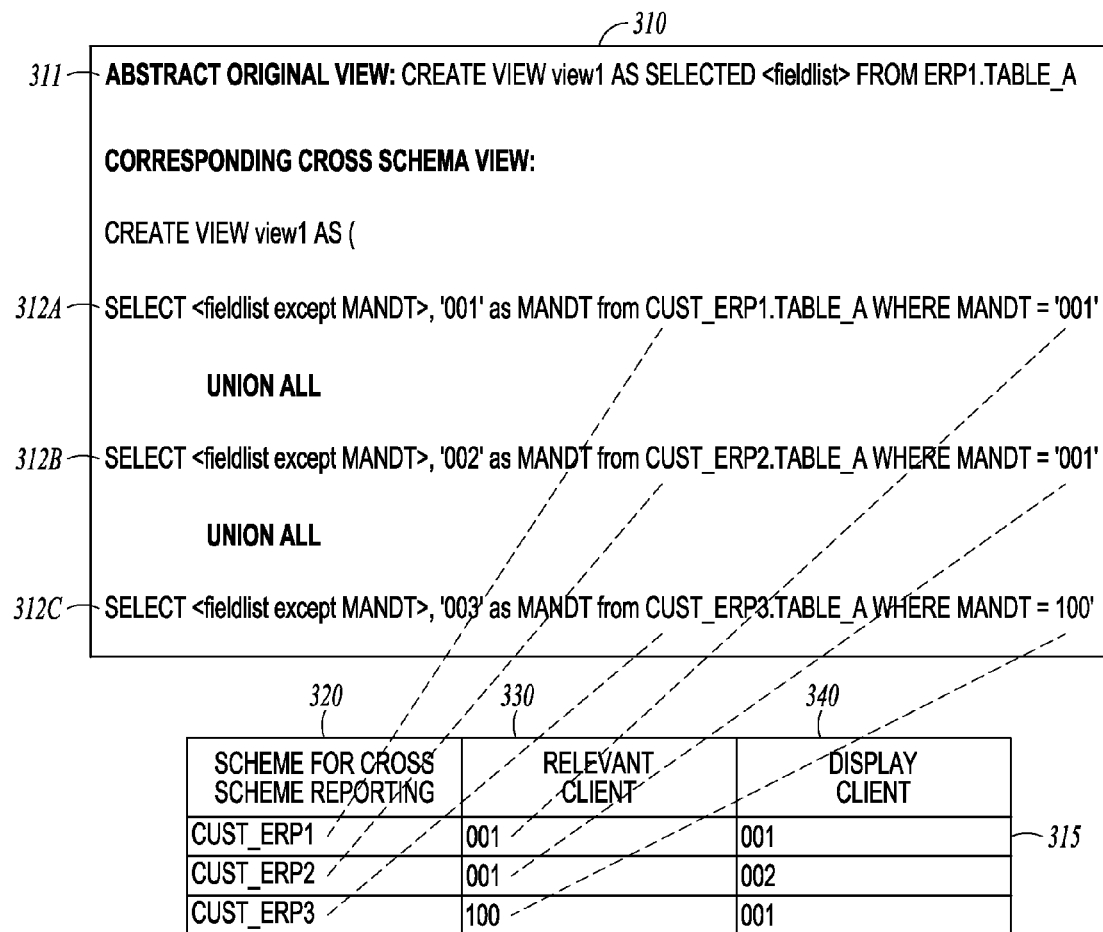 310
311 ABSTRACT ORIGINAL VIEW: CREATE VIEW view1 AS SELECTED <fieldlist> FROM ERP1.TABLE_A
CORRESPONDING CROSS SCHEMA VIEW:
CREATE VIEW view1 AS (
312A SELECT <fieldlist except MANDT>, '001' as MANDT from CUST_ERP1.TABLE_A WHERE MANDT = '001'
UNION ALL
312B SELECT <fieldlist except MANDT>, '002' as MANDT from CUST_ERP2.TABLE_A WHERE MANDT = '001'
UNION ALL
312C SELECT <fieldlist except MANDT>, '003' as MANDT from CUST_ERP3.TABLE_A WHERE MANDT = 100'
320 330 340
SCHEME FOR CROSS RELEVANT DISPLAY
SCHEME REPORTING CLIENT CLIENT
CUST_ERP1 001 001 315
CUST_ERP2 001 002
CUST_ERP3 100 001